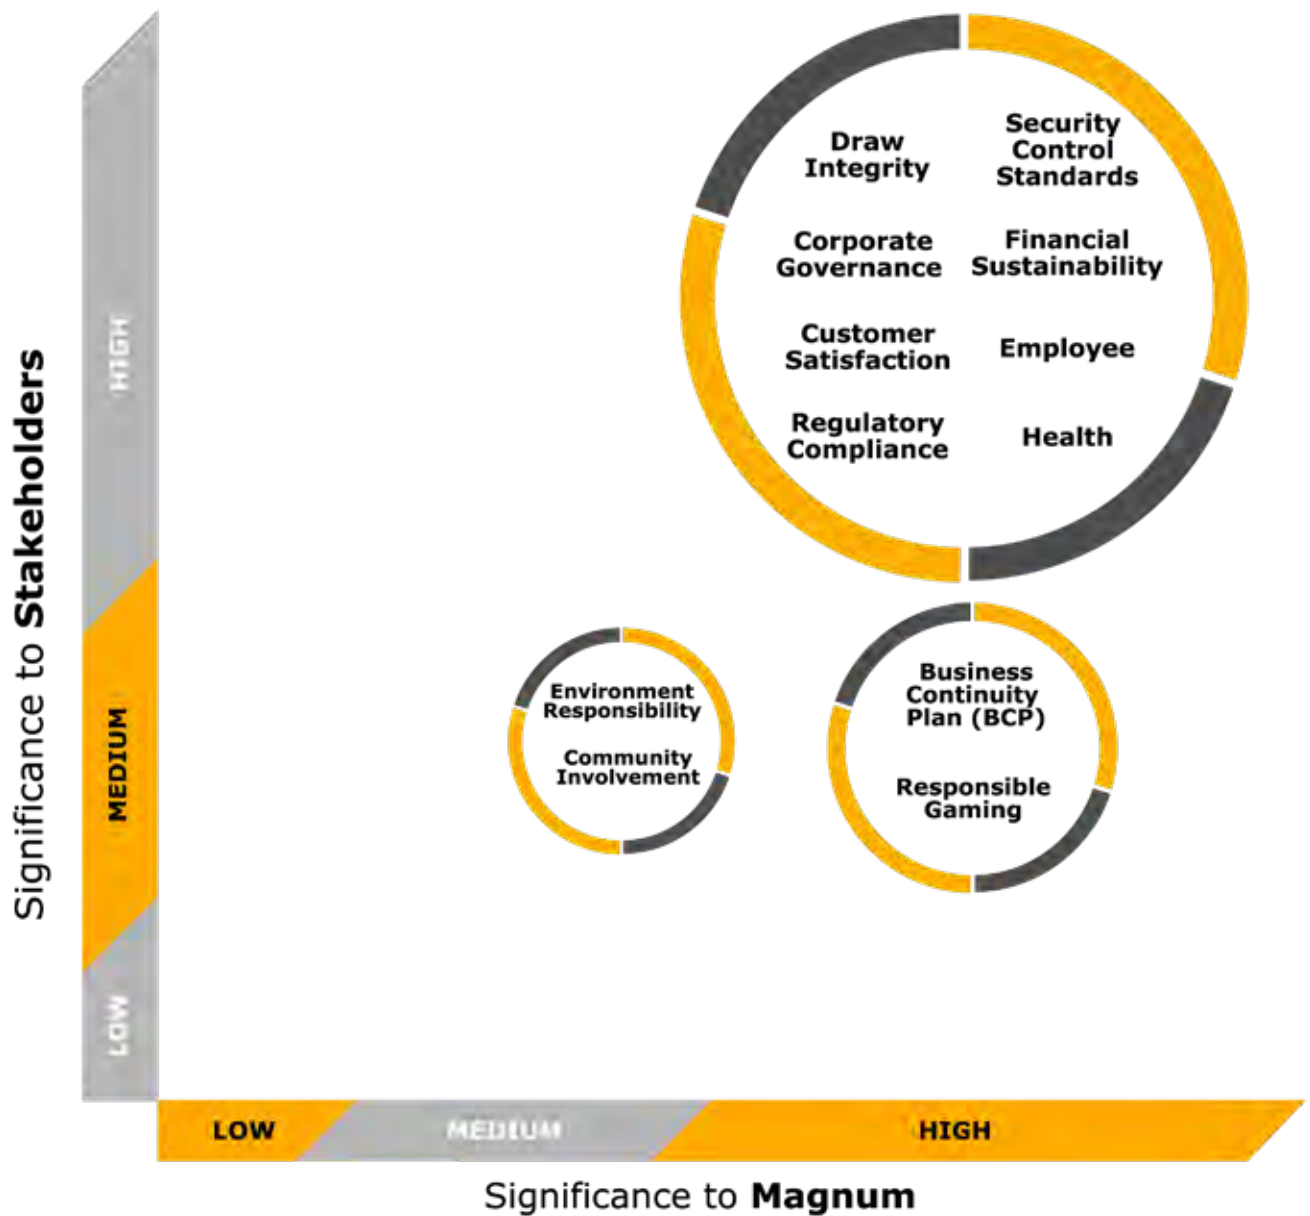 Significance to Stakeholders
HIGH
MEDIUM
LOW
Draw
Integrity
Security
Control
Standards
Corporate
Governance
Financial
Sustainability
Customer
Satisfaction
Employee
Regulatory
Compliance
Health
Environment
Responsibility
Community
Involvement
Business
Continuity
Plan (BCP)
Responsible
Gaming
LOW
MEDIUM
HIGH
Significance to Magnum